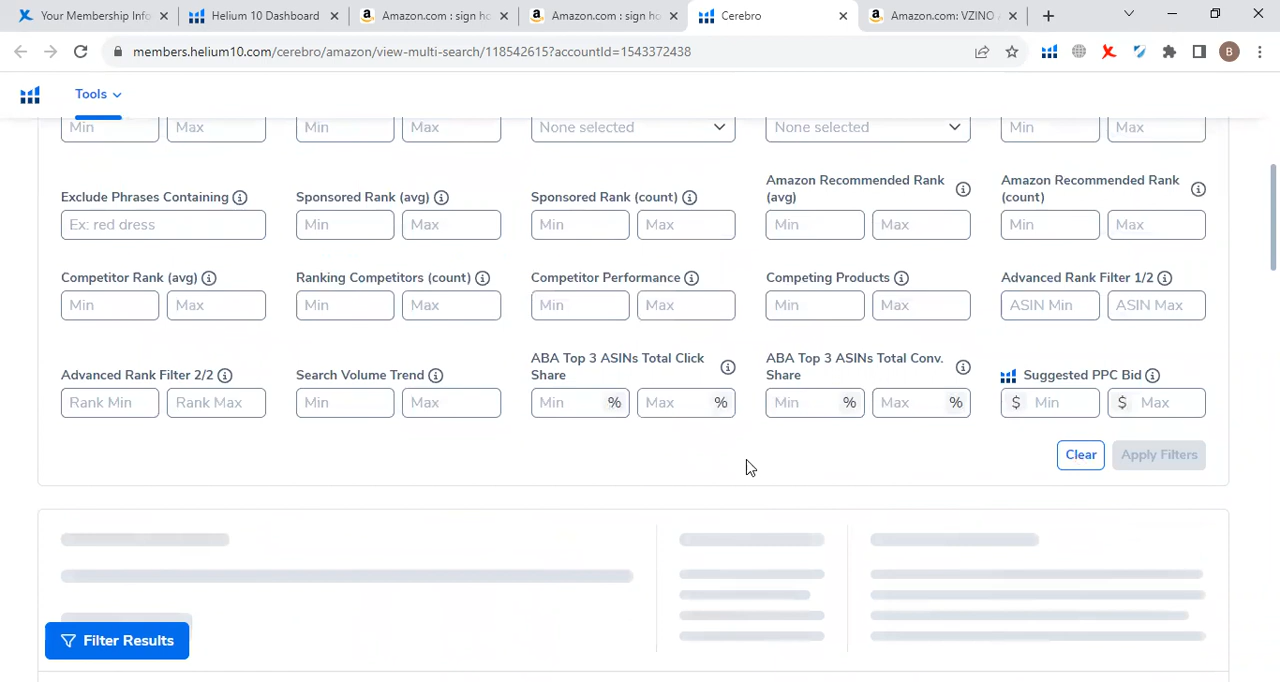 Your Membership Info
Helium 10 Dashboard
Amazon.com : sign ho
Amazon.com : sign ho
Cerebro
Amazon.com: VZINO
members.helium10.com/cerebro/amazon/view-multi-search/118542615?accountId=1543372438
B
Tools
Min Max Min Max None selected None selected Min Max
Exclude Phrases Containing Sponsored Rank (avg) Sponsored Rank (count) Amazon Recommended Rank (avg) Amazon Recommended Rank (count)
Ex: red dress Min Max Min Max Min Max Min Max
Competitor Rank (avg) Ranking Competitors (count) Competitor Performance Competing Products Advanced Rank Filter 1/2
Min Max Min Max Min Max Min Max ASIN Min ASIN Max
Advanced Rank Filter 2/2 Search Volume Trend ABA Top 3 ASINs Total Click Share ABA Top 3 ASINs Total Conv. Share Suggested PPC Bid
Rank Min Rank Max Min Max Min % Max % Min % Max % $ Min $ Max
Clear Apply Filters
Filter Results